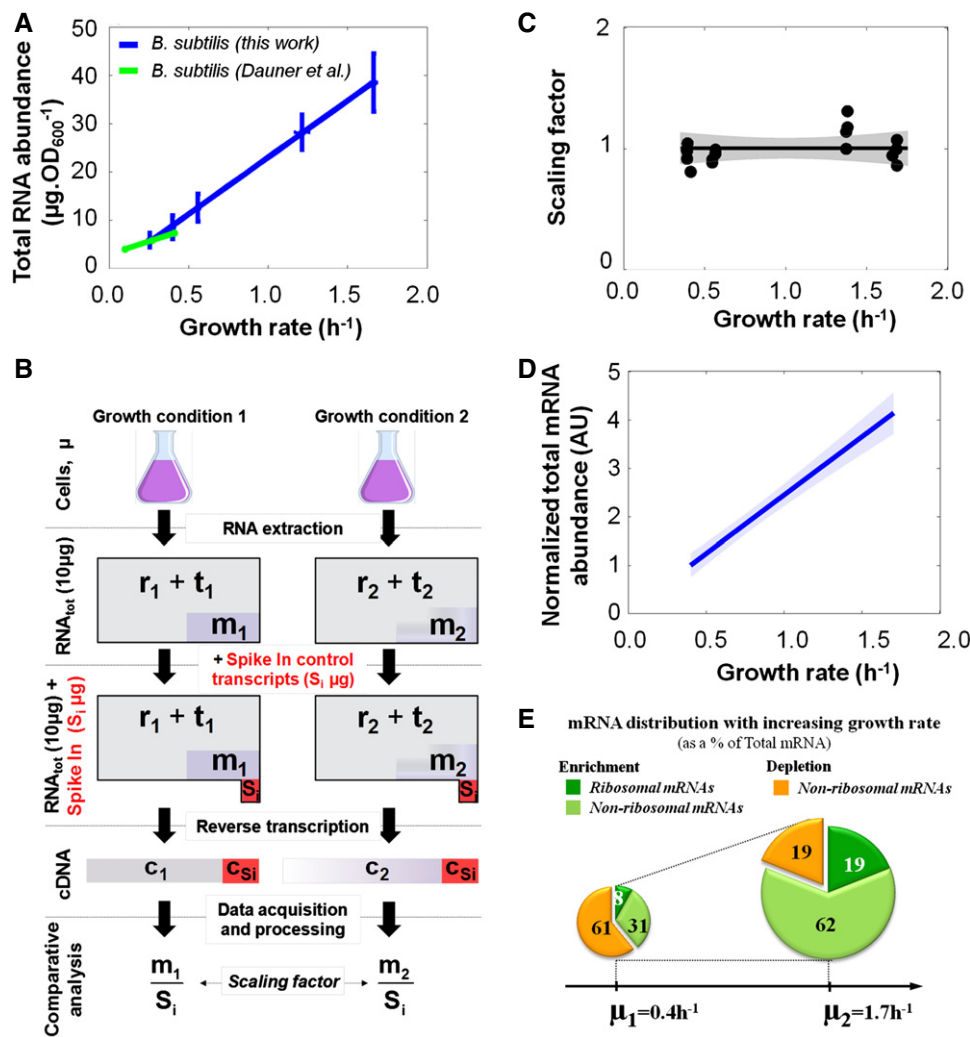 A
B. subtilis (this work)
B. subtilis (Dauner et al.)
Total RNA abundance
(µg.OD600-1)
50
40
30
20
10
0
0.0 0.5 1.0 1.5 2.0
Growth rate (h-1)
B
Growth condition 1 Growth condition 2
Cells, µ
RNA extraction
RNAtot (10µg)
r1 + t1
m1
r2 + t2
m2
+ Spike In control
transcripts (Si µg)
RNAtot (10µg) +
Spike In (Si µg)
r1 + t1
m1
Si
r2 + t2
m2
Si
Reverse transcription
cDNA
c1 cSi c2 cSi
Data acquisition
and processing
Comparative
analysis
m1
Si
Scaling factor
m2
Si
C
Scaling factor
2
1
0
0.0 0.5 1.0 1.5 2.0
Growth rate (h-1)
D
Normalized total mRNA
abundance (AU)
5
4
3
2
1
0
0.0 0.5 1.0 1.5 2.0
Growth rate (h-1)
E
mRNA distribution with increasing growth rate
(as a % of Total mRNA)
Enrichment Depletion
Ribosomal mRNAs Non-ribosomal mRNAs
Non-ribosomal mRNAs
8
61 31
19 19
62
µ1=0.4h-1 µ2=1.7h-1